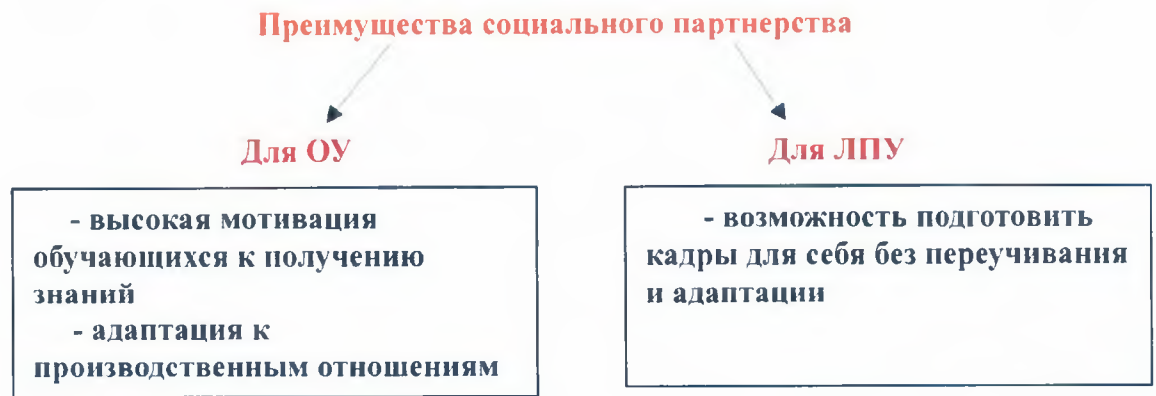 Преимущества социального партнерства
Для ОУ
Для ЛПУ
- высокая мотивация
обучающихся к получению
знаний
- адаптация к
производственным отношениям
- возможность подготовить
кадры для себя без переучивания
и адаптации